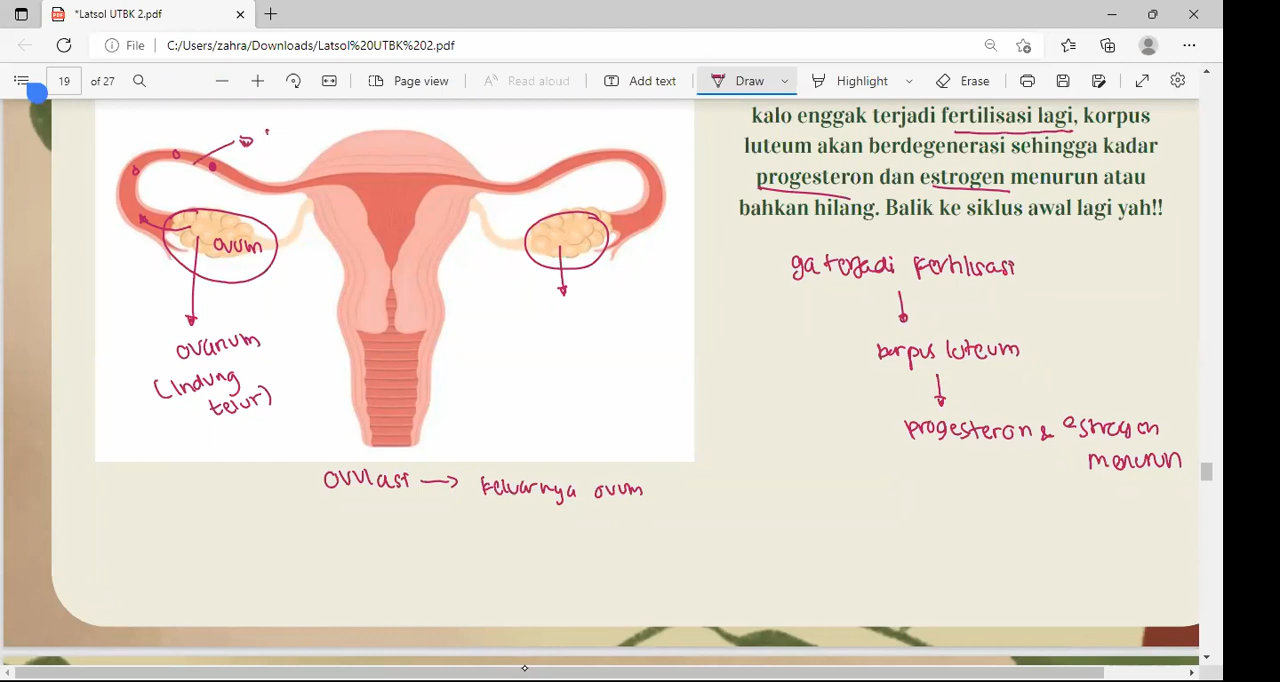 *Latsol UTBK 2.pdf
File
C:/Users/zahra/Downloads/Latsol%20UTBK%202.pdf
19 of 27
Page view
Read aloud
Add text
Draw
Highlight
Erase
kalo enggak terjadi fertilisasi lagi, korpus
luteum akan berdegenerasi sehingga kadar
progesteron dan estrogen menurun atau
bahkan hilang. Balik ke siklus awal lagi yah!!
ovum
ovarium
(Indung
telur)
ovulasi → keluarnya ovum
ga terjadi fertilisasi
korpus luteum
progesteron & estrogen
menurun